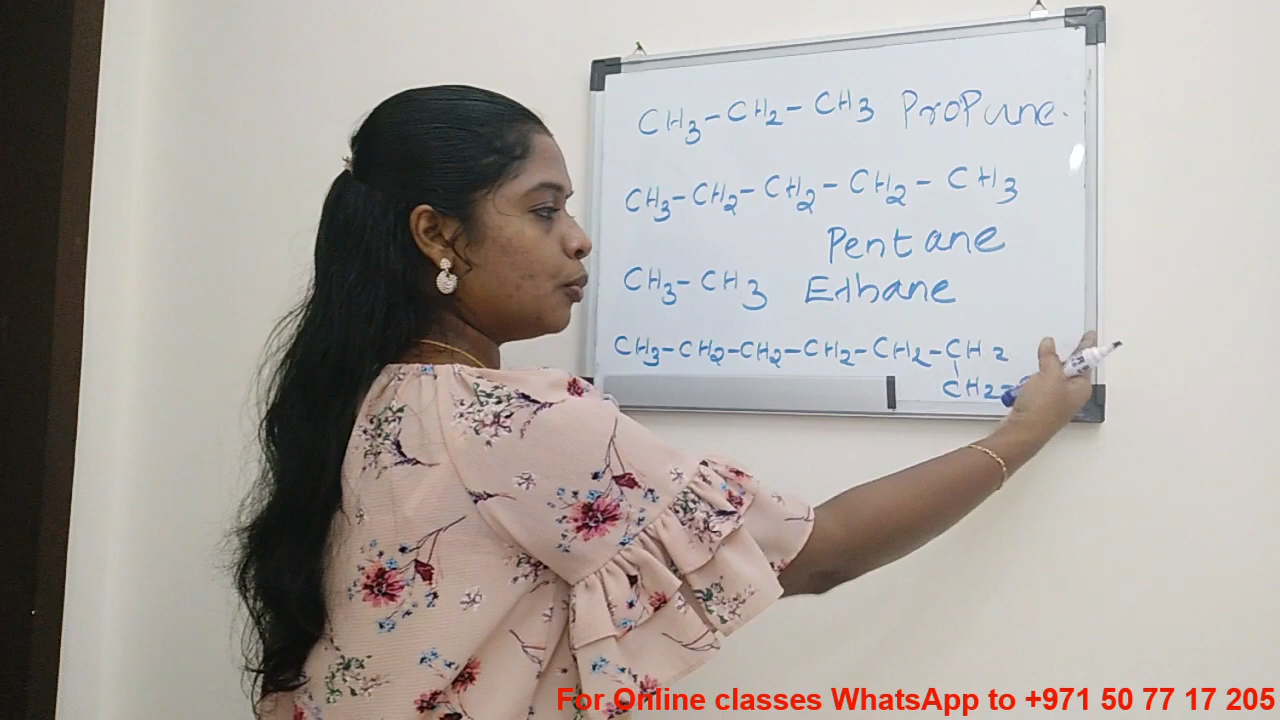 CH3-CH2-CH3 Propane.
CH3-CH2-CH2-CH2-CH3
Pentane
CH3-CH3 Ethane
CH3-CH2-CH2-CH2-CH2-CH2
CH2-
For Online classes WhatsApp to +971 50 77 17 205